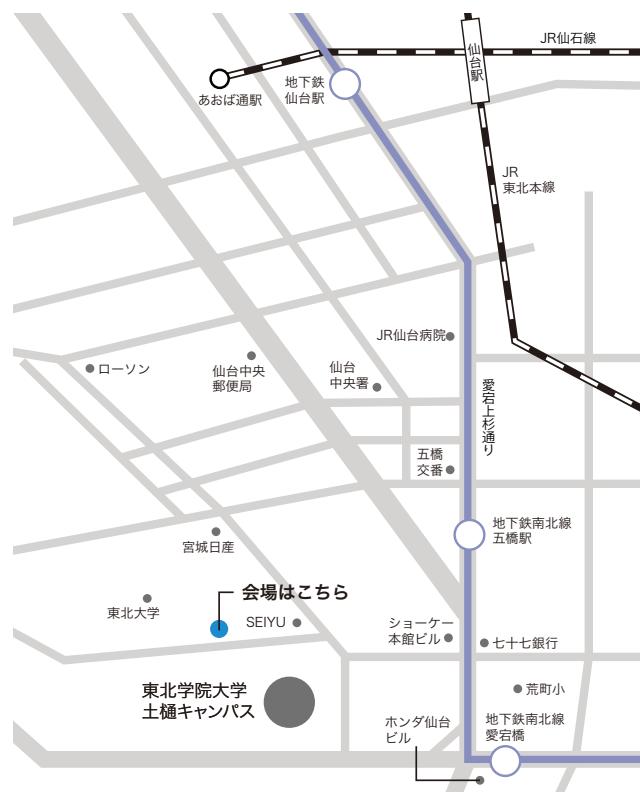 JR仙石線
仙台駅
あおば通駅
地下鉄
仙台駅
JR
東北本線
JR仙台病院
ローソン
仙台中央
郵便局
仙台
中央署
愛宕上杉通り
五橋
交番
地下鉄南北線
五橋駅
宮城日産
会場はこちら
東北大学
SEIYU
ショーケー
本館ビル
七十七銀行
東北学院大学
土樋キャンパス
荒町小
ホンダ仙台
ビル
地下鉄南北線
愛宕橋